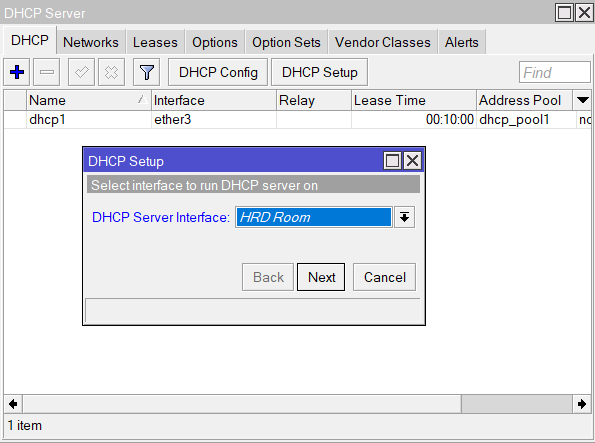 DHCP Server
DHCP Networks Leases Options Option Sets Vendor Classes Alerts
DHCP Config DHCP Setup Find
Name Interface Relay Lease Time Address Pool
dhcp1 ether3 00:10:00 dhcp_pool1
DHCP Setup
Select interface to run DHCP server on
DHCP Server Interface: HRD Room
Back Next Cancel
1 item